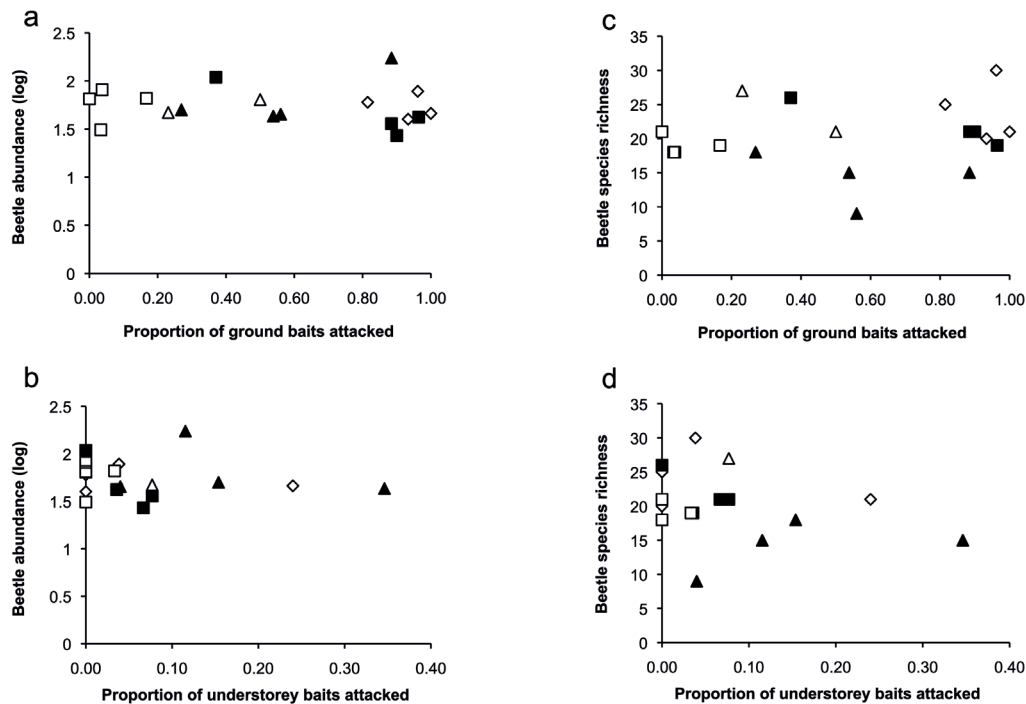 a
2.5
2
1.5
1
0.5
0
Beetle abundance (log)
0.00 0.20 0.40 0.60 0.80 1.00
Proportion of ground baits attacked
b
2.5
2
1.5
1
0.5
0
Beetle abundance (log)
0.00 0.10 0.20 0.30 0.40
Proportion of understorey baits attacked
c
35
30
25
20
15
10
5
0
Beetle species richness
0.00 0.20 0.40 0.60 0.80 1.00
Proportion of ground baits attacked
d
35
30
25
20
15
10
5
0
Beetle species richness
0.00 0.10 0.20 0.30 0.40
Proportion of understorey baits attacked